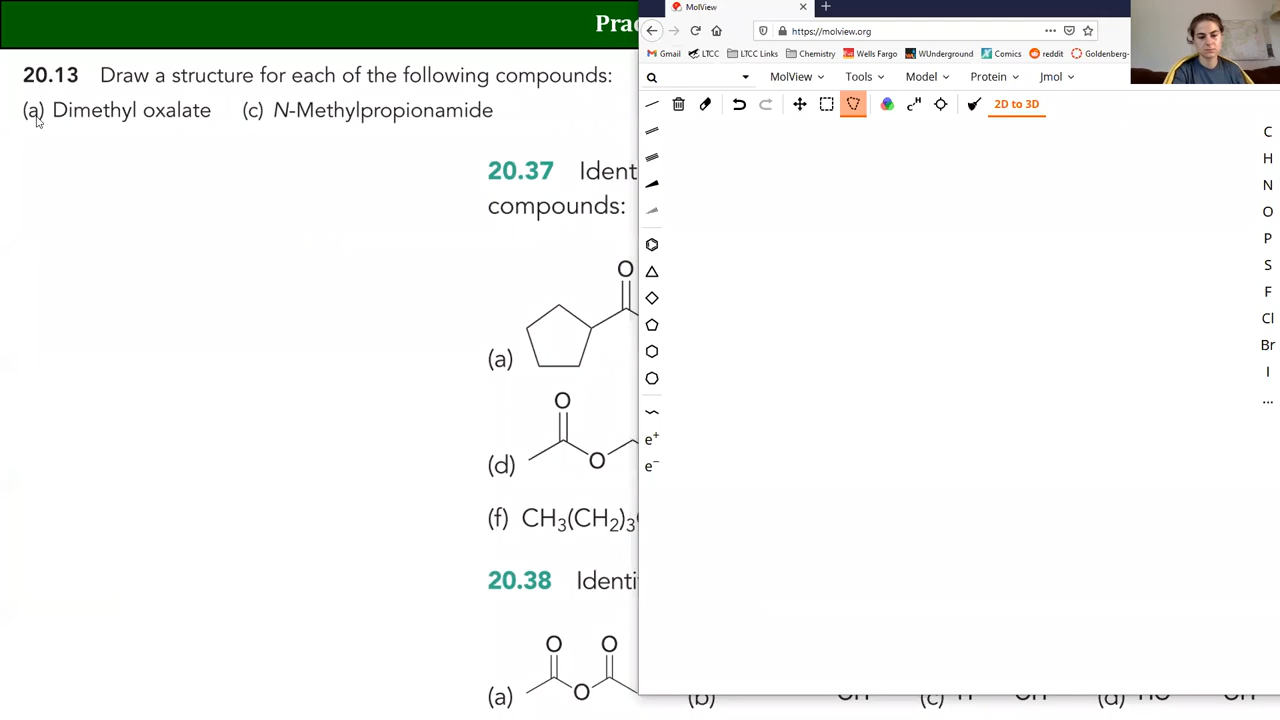 Prac
MolView
https://molview.org
Gmail LTCC LTCC Links Chemistry Wells Fargo WUnderground Comics reddit Goldenberg-
MolView Tools Model Protein Jmol
2D to 3D
20.13 Draw a structure for each of the following compounds:
(a) Dimethyl oxalate (c) N-Methylpropionamide
20.37 Ident
compounds:
O
(a)
O
(d) O
(f) CH₃(CH₂)₃
20.38 Identi
O O
(a) O (b) (c) (d)
C
H
N
O
P
S
F
Cl
Br
I
...
e⁺
e⁻